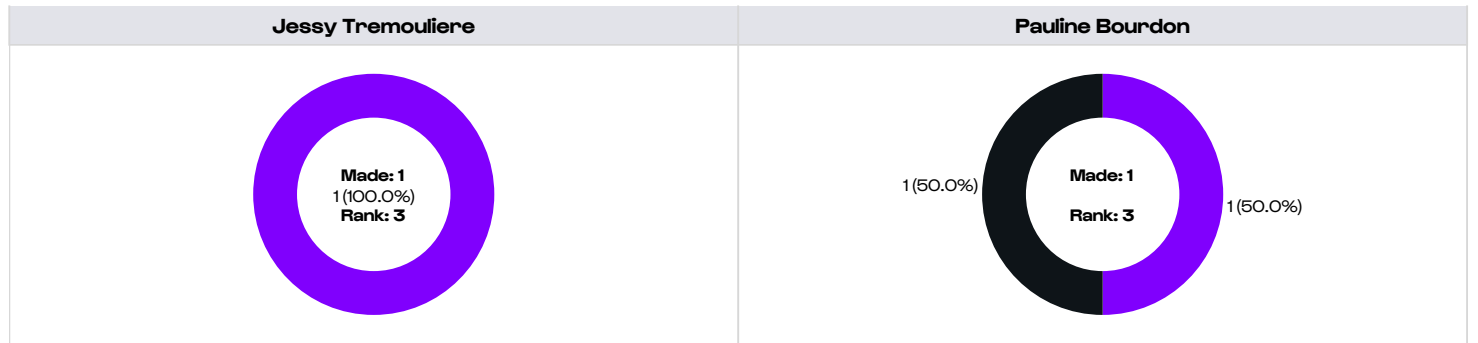 Jessy Tremouliere
Made: 1
1 (100.0%)
Rank: 3
Pauline Bourdon
1 (50.0%)
Made: 1
Rank: 3
1 (50.0%)